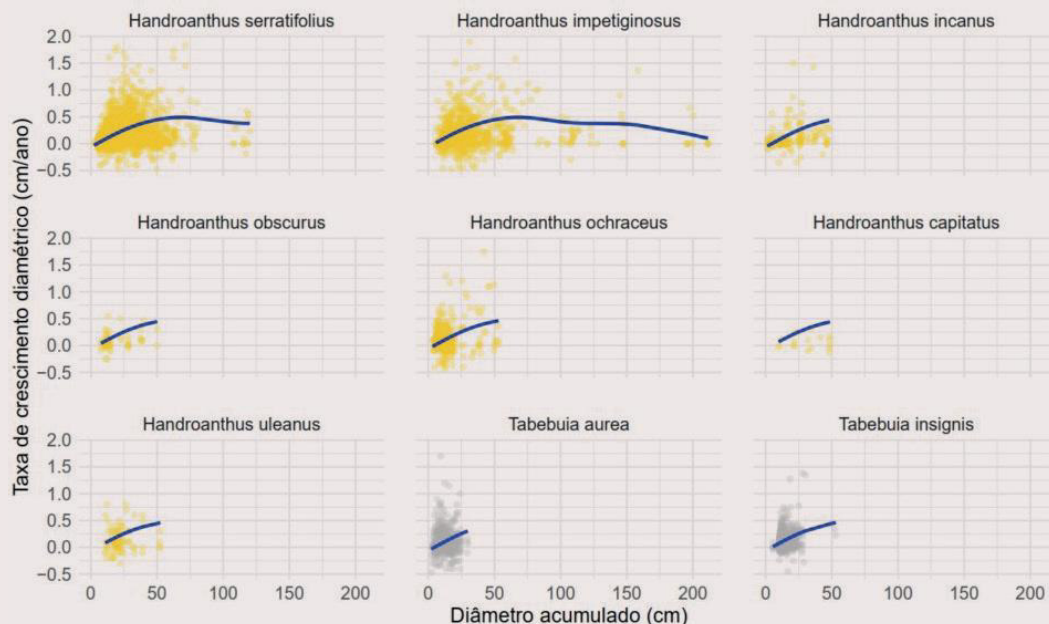 Handroanthus serratifolius
Handroanthus impetiginosus
Handroanthus incanus
2.0
1.5
1.0
0.5
0.0
−0.5
Handroanthus obscurus
Handroanthus ochraceus
Handroanthus capitatus
2.0
1.5
1.0
0.5
0.0
−0.5
Handroanthus uleanus
Tabebuia aurea
Tabebuia insignis
2.0
1.5
1.0
0.5
0.0
−0.5
0 50 100 150 200
0 50 100 150 200
0 50 100 150 200
Taxa de crescimento diamétrico (cm/ano)
Diâmetro acumulado (cm)